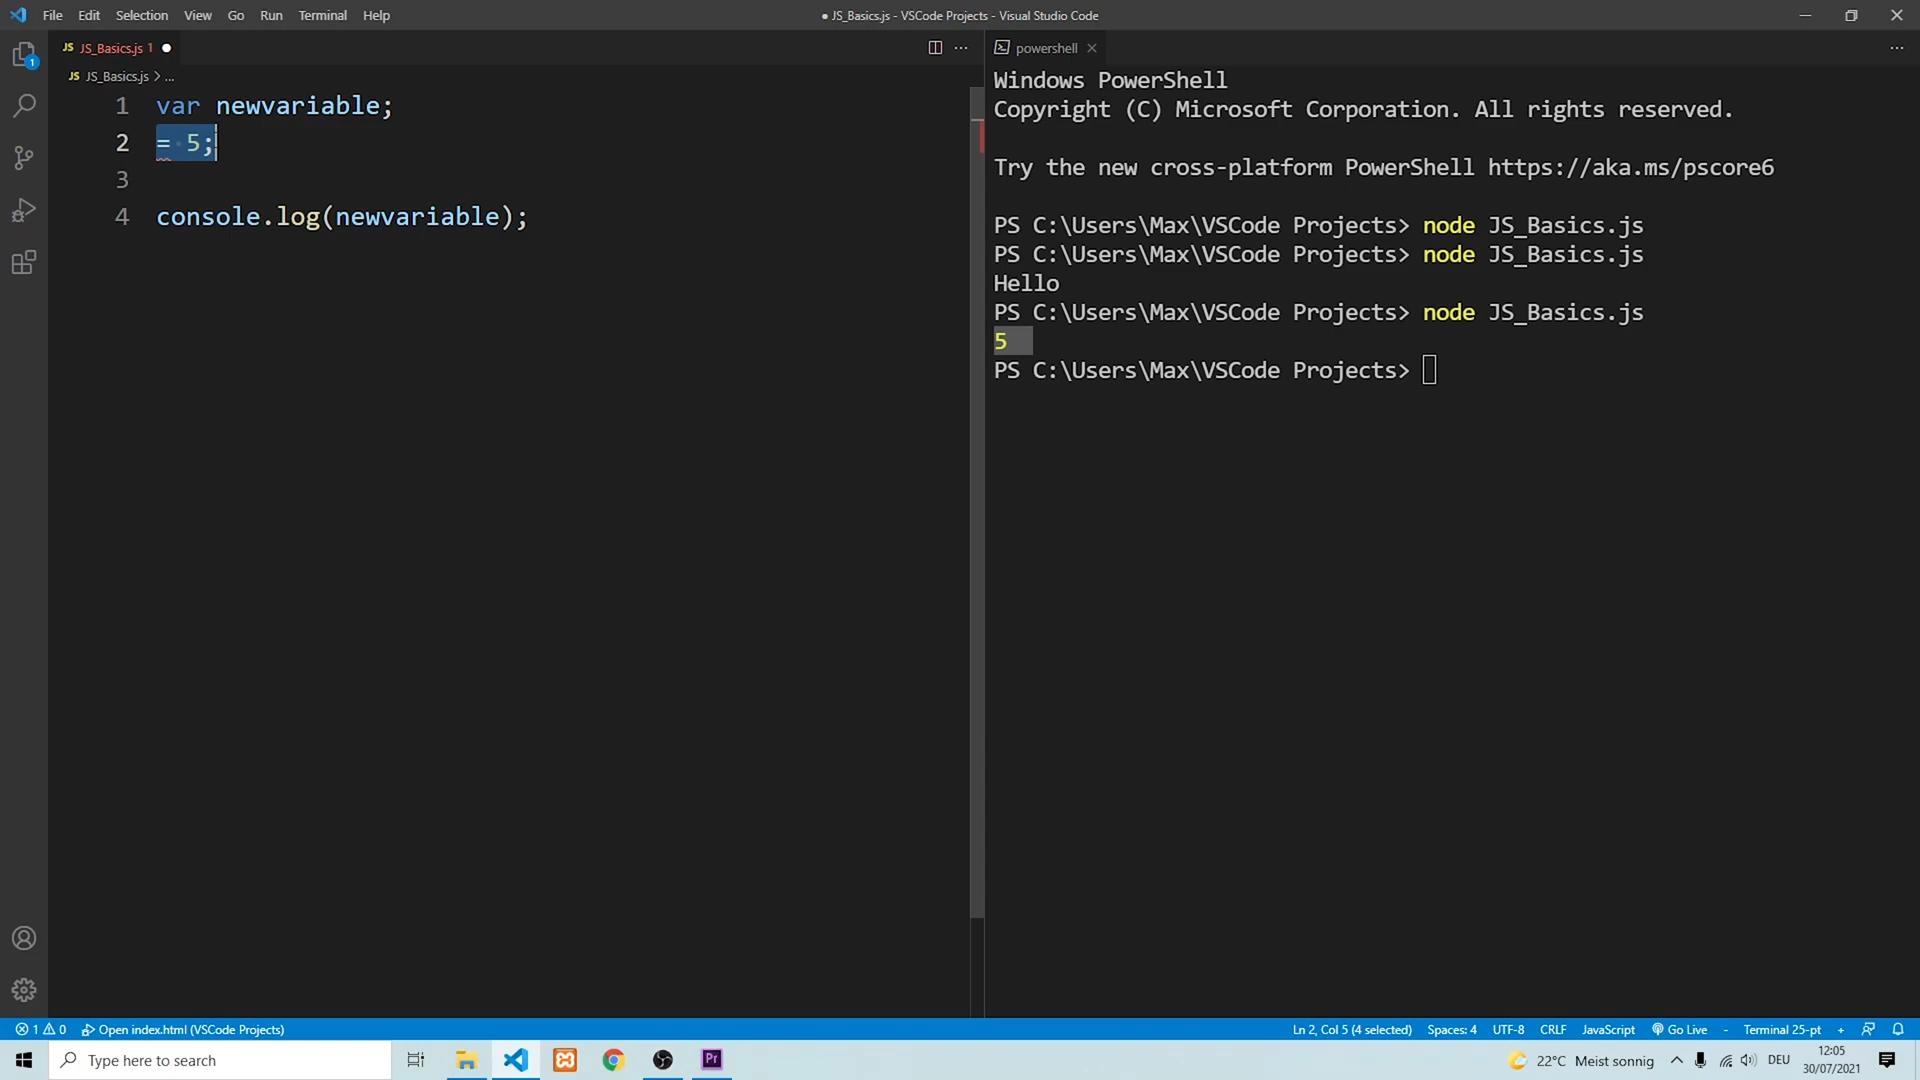 File Edit Selection View Go Run Terminal Help
● JS_Basics.js - VSCode Projects - Visual Studio Code
JS JS_Basics.js 1 ●
powershell
JS JS_Basics.js > ...
1 var newvariable;
2 = 5;
3
4 console.log(newvariable);
Windows PowerShell
Copyright (C) Microsoft Corporation. All rights reserved.
Try the new cross-platform PowerShell https://aka.ms/pscore6
PS C:\Users\Max\VSCode Projects> node JS_Basics.js
PS C:\Users\Max\VSCode Projects> node JS_Basics.js
Hello
PS C:\Users\Max\VSCode Projects> node JS_Basics.js
5
PS C:\Users\Max\VSCode Projects>
1
1 0 Open index.html (VSCode Projects)
Ln 2, Col 5 (4 selected) Spaces: 4 UTF-8 CRLF JavaScript Go Live - Terminal 25-pt +
Type here to search
Pr
22°C Meist sonnig
DEU
12:05
30/07/2021